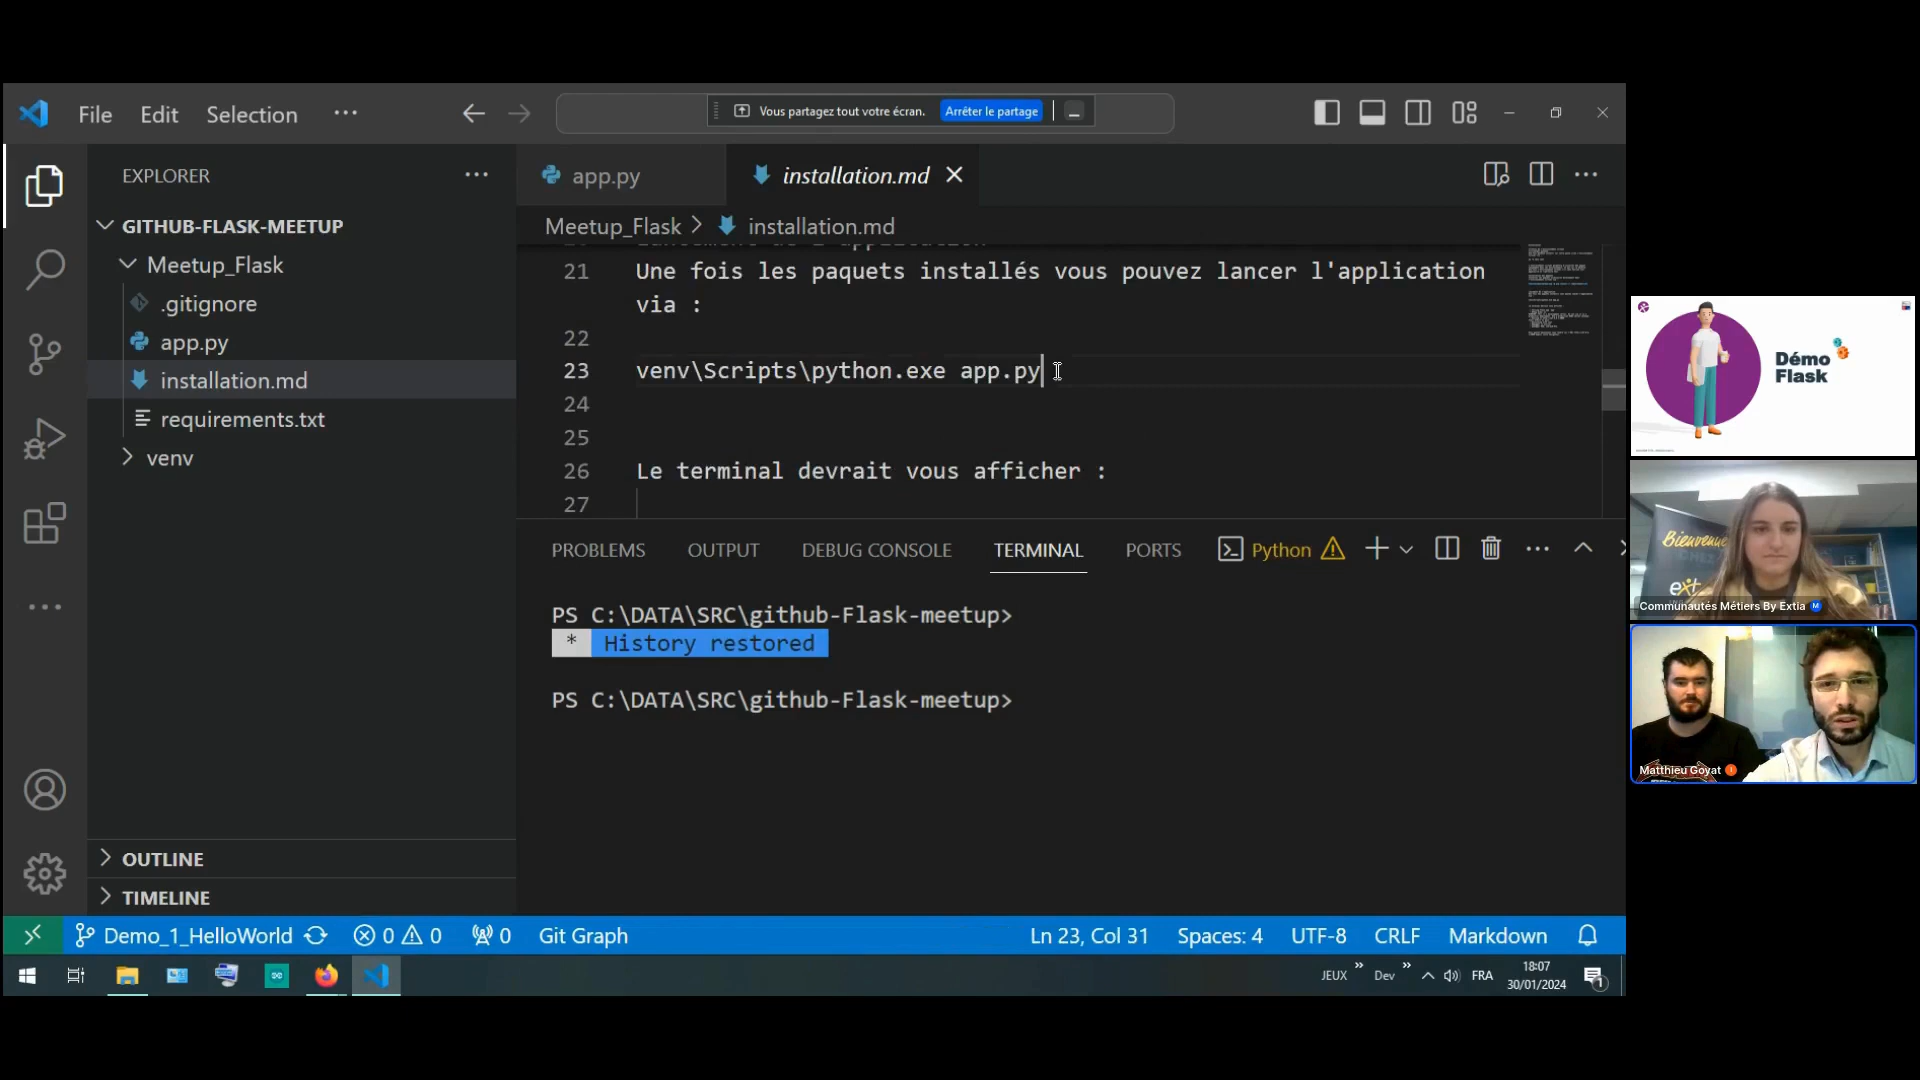 File Edit Selection ···
Vous partagez tout votre écran. Arrêter le partage
EXPLORER
GITHUB-FLASK-MEETUP
Meetup_Flask
.gitignore
app.py
installation.md
requirements.txt
venv
OUTLINE
TIMELINE
app.py installation.md
Meetup_Flask > installation.md
21 Une fois les paquets installés vous pouvez lancer l'application
via :
22
23 venv\Scripts\python.exe app.py
24
25
26 Le terminal devrait vous afficher :
27
PROBLEMS OUTPUT DEBUG CONSOLE TERMINAL PORTS Python
PS C:\DATA\SRC\github-Flask-meetup>
* History restored
PS C:\DATA\SRC\github-Flask-meetup>
Demo_1_HelloWorld 0 0 0 Git Graph Ln 23, Col 31 Spaces: 4 UTF-8 CRLF Markdown
JEUX » Dev » FRA 18:07
30/01/2024
1
Démo
Flask
Bienvenue
Communautés Métiers By Extia M
Matthieu Goyat